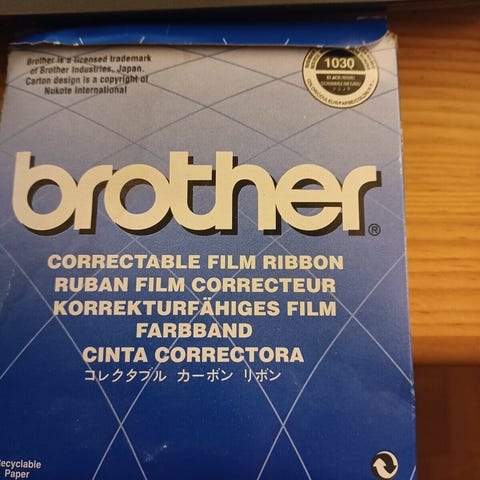 Brother is a licensed trademark
of Brother Industries, Japan.
Carton design is a copyright of
Nukote International
1030
brother®
CORRECTABLE FILM RIBBON
RUBAN FILM CORRECTEUR
KORREKTURFÄHIGES FILM
FARBBAND
CINTA CORRECTORA
コレクタブル カーボン リボン
Recyclable
Paper